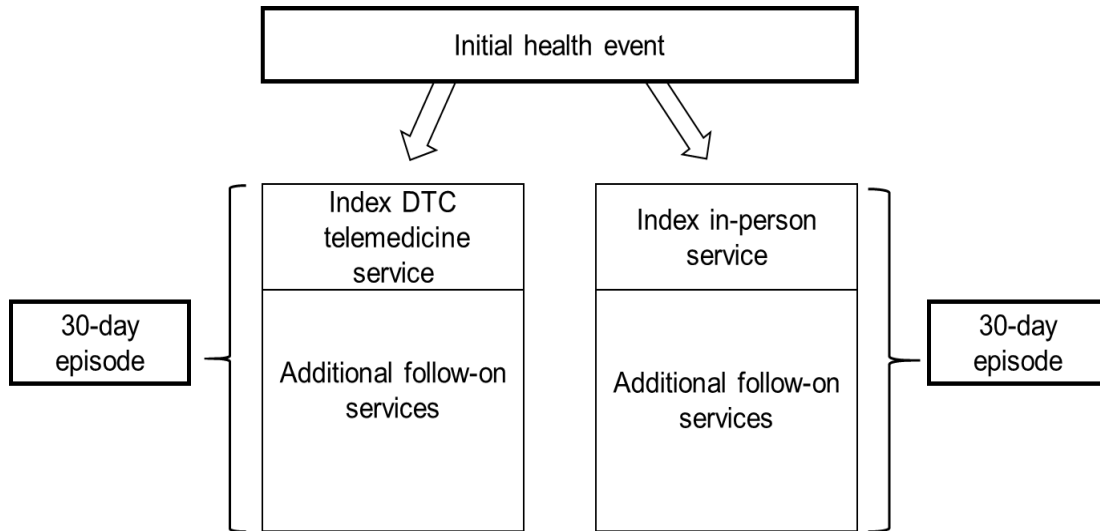 Initial health event
Index DTC
telemedicine
service
Index in-person
service
30-day
episode
Additional follow-on
services
Additional follow-on
services
30-day
episode